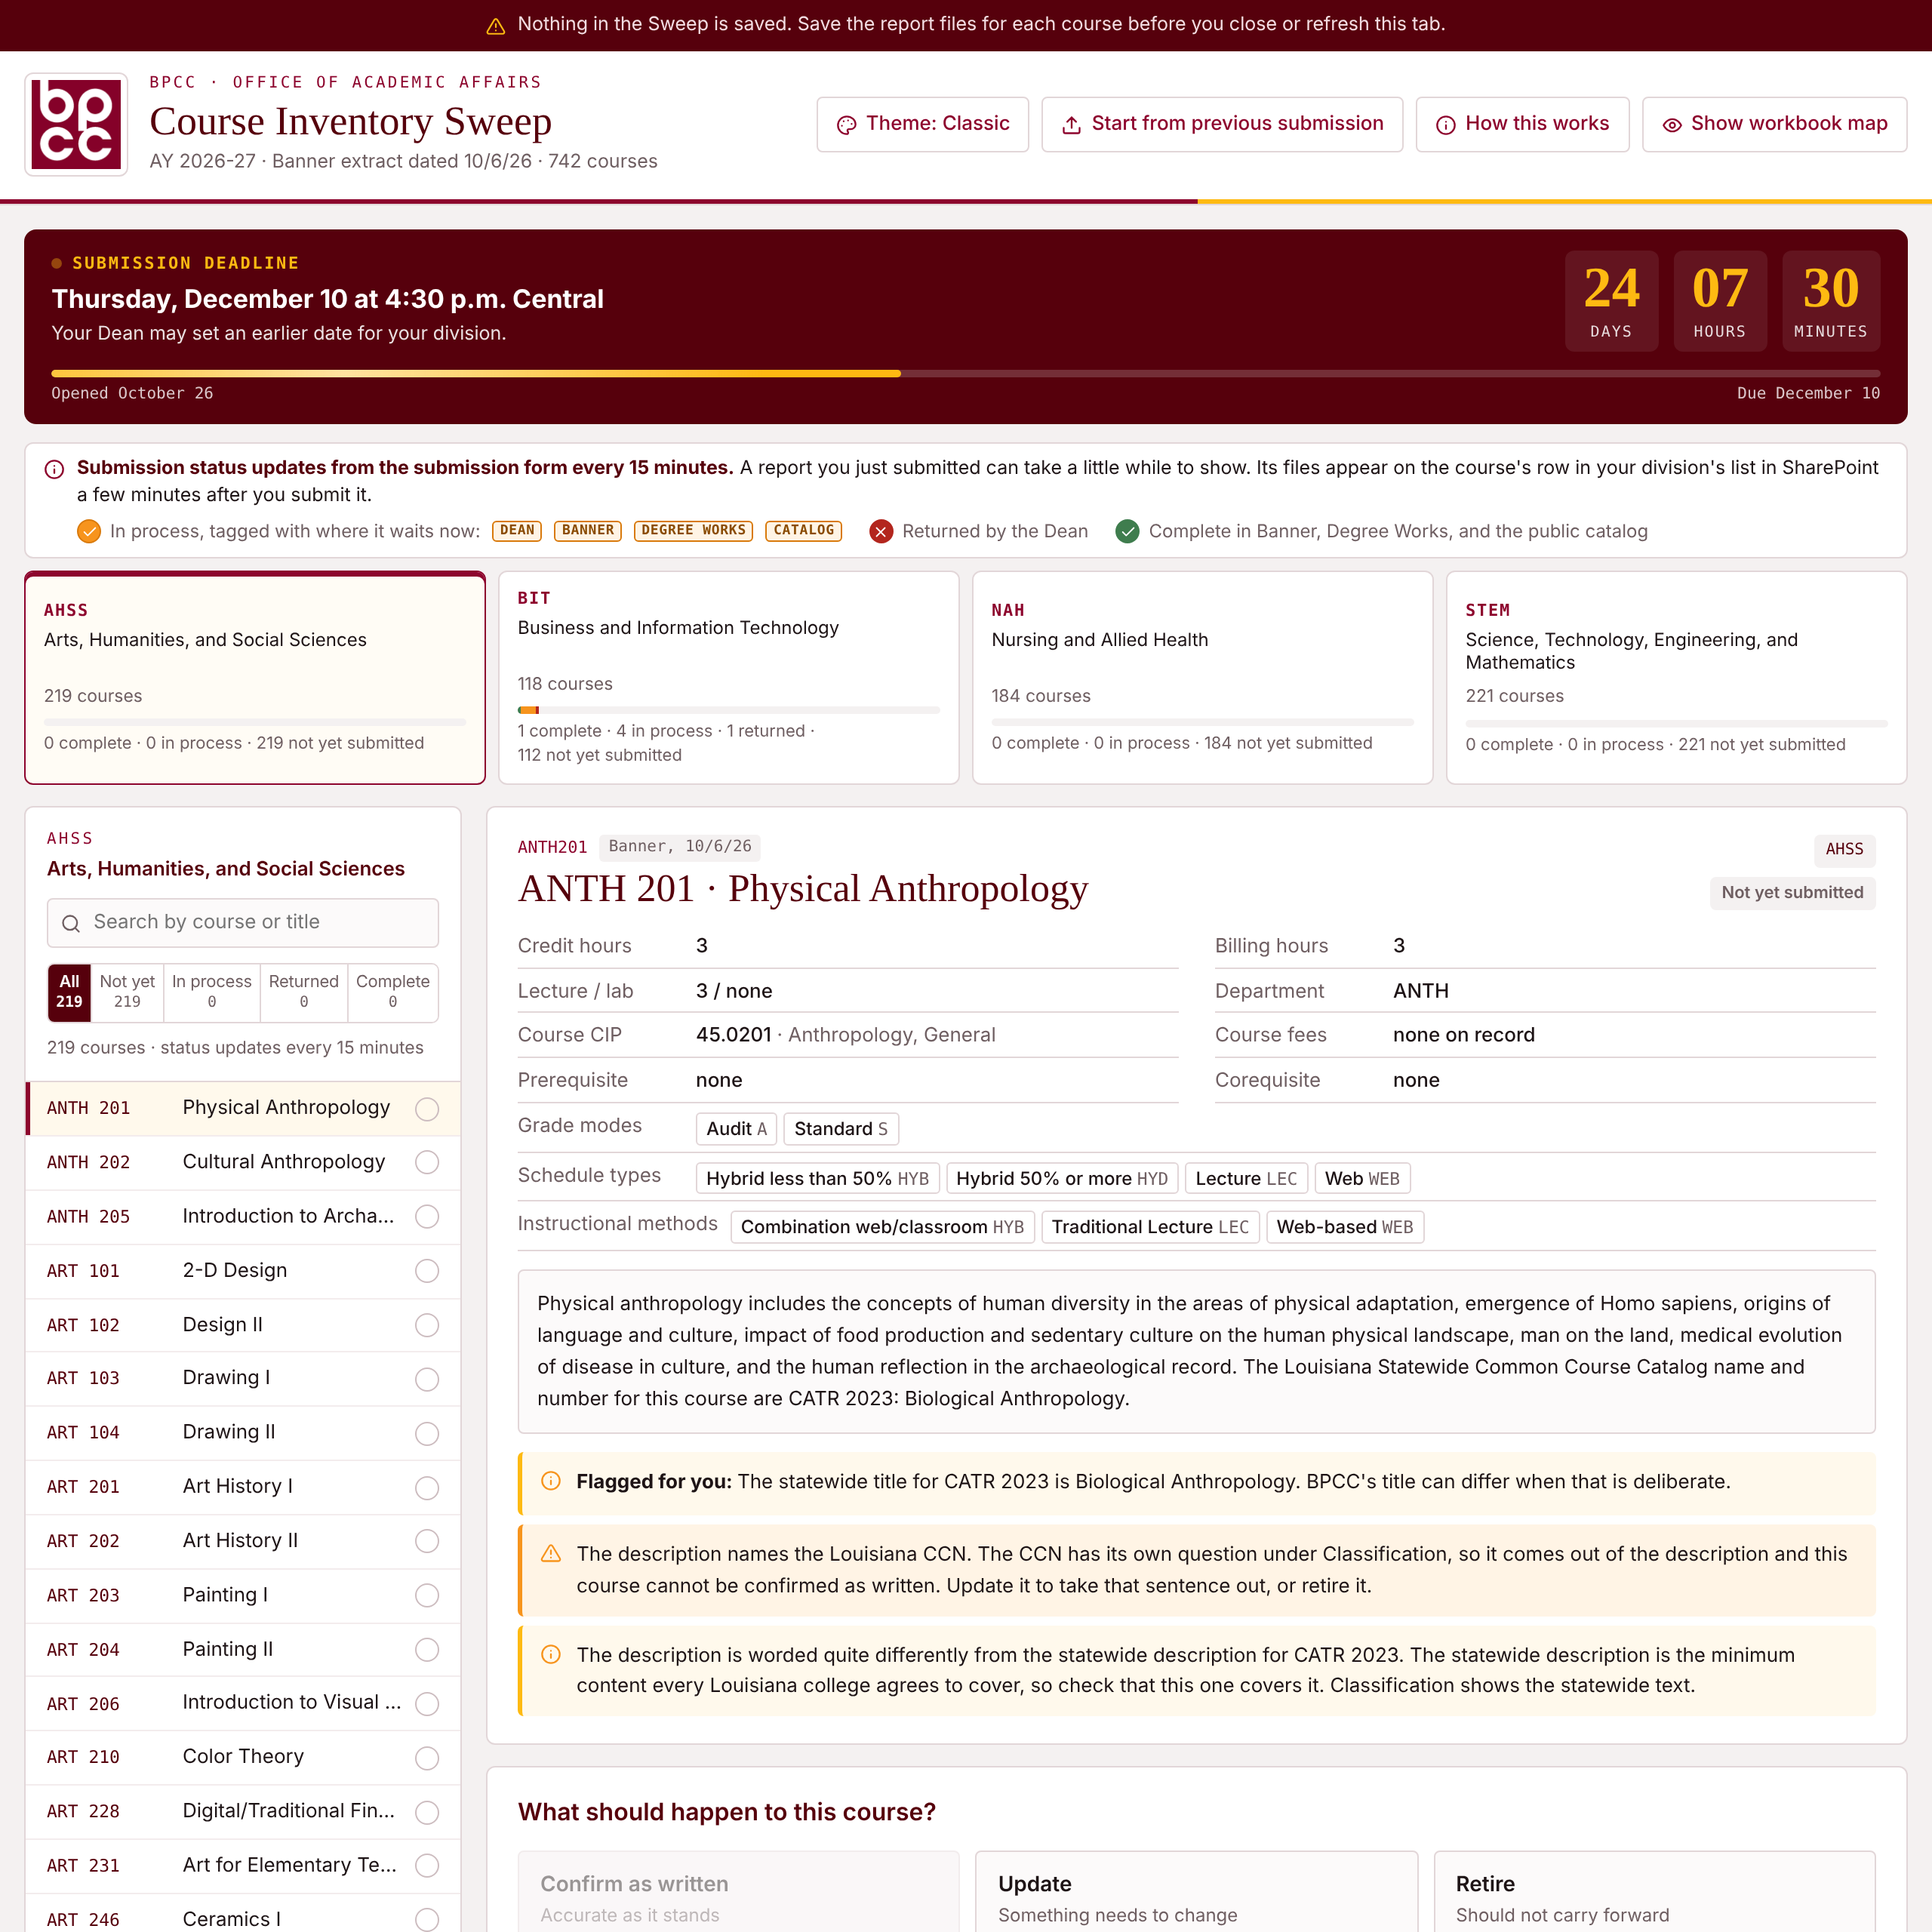 Nothing in the Sweep is saved. Save the report files for each course before you close or refresh this tab.
bpcc
BPCC · OFFICE OF ACADEMIC AFFAIRS
Course Inventory Sweep
AY 2026-27 · Banner extract dated 10/6/26 · 742 courses
Theme: Classic
Start from previous submission
How this works
Show workbook map
SUBMISSION DEADLINE
Thursday, December 10 at 4:30 p.m. Central
Your Dean may set an earlier date for your division.
24 DAYS
07 HOURS
30 MINUTES
Opened October 26
Due December 10
Submission status updates from the submission form every 15 minutes. A report you just submitted can take a little while to show. Its files appear on the course's row in your division's list in SharePoint
a few minutes after you submit it.
In process, tagged with where it waits now: DEAN BANNER DEGREE WORKS CATALOG Returned by the Dean Complete in Banner, Degree Works, and the public catalog
AHSS
Arts, Humanities, and Social Sciences
219 courses
0 complete · 0 in process · 219 not yet submitted
BIT
Business and Information Technology
118 courses
1 complete · 4 in process · 1 returned ·
112 not yet submitted
NAH
Nursing and Allied Health
184 courses
0 complete · 0 in process · 184 not yet submitted
STEM
Science, Technology, Engineering, and
Mathematics
221 courses
0 complete · 0 in process · 221 not yet submitted
AHSS
Arts, Humanities, and Social Sciences
Search by course or title
All 219
Not yet 219
In process 0
Returned 0
Complete 0
219 courses · status updates every 15 minutes
ANTH 201 Physical Anthropology
ANTH 202 Cultural Anthropology
ANTH 205 Introduction to Archa...
ART 101 2-D Design
ART 102 Design II
ART 103 Drawing I
ART 104 Drawing II
ART 201 Art History I
ART 202 Art History II
ART 203 Painting I
ART 204 Painting II
ART 206 Introduction to Visual ...
ART 210 Color Theory
ART 228 Digital/Traditional Fin...
ART 231 Art for Elementary Te...
ART 246 Ceramics I
ANTH201 Banner, 10/6/26
ANTH 201 · Physical Anthropology
AHSS
Not yet submitted
Credit hours 3
Billing hours 3
Lecture / lab 3 / none
Department ANTH
Course CIP 45.0201 · Anthropology, General
Course fees none on record
Prerequisite none
Corequisite none
Grade modes Audit A Standard S
Schedule types Hybrid less than 50% HYB Hybrid 50% or more HYD Lecture LEC Web WEB
Instructional methods Combination web/classroom HYB Traditional Lecture LEC Web-based WEB
Physical anthropology includes the concepts of human diversity in the areas of physical adaptation, emergence of Homo sapiens, origins of
language and culture, impact of food production and sedentary culture on the human physical landscape, man on the land, medical evolution
of disease in culture, and the human reflection in the archaeological record. The Louisiana Statewide Common Course Catalog name and
number for this course are CATR 2023: Biological Anthropology.
Flagged for you: The statewide title for CATR 2023 is Biological Anthropology. BPCC's title can differ when that is deliberate.
The description names the Louisiana CCN. The CCN has its own question under Classification, so it comes out of the description and this
course cannot be confirmed as written. Update it to take that sentence out, or retire it.
The description is worded quite differently from the statewide description for CATR 2023. The statewide description is the minimum
content every Louisiana college agrees to cover, so check that this one covers it. Classification shows the statewide text.
What should happen to this course?
Confirm as written
Accurate as it stands
Update
Something needs to change
Retire
Should not carry forward